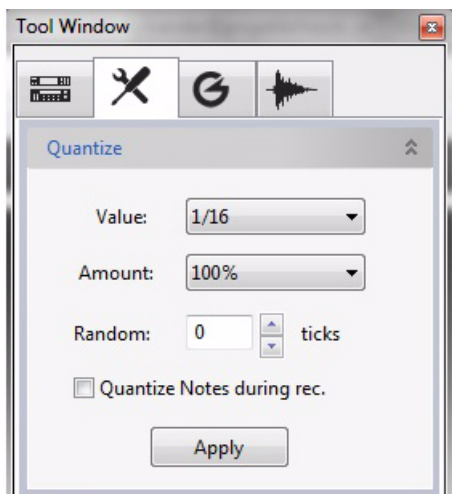 Tool Window
Quantize
Value: 1/16
Amount: 100%
Random: 0 ticks
Quantize Notes during rec.
Apply